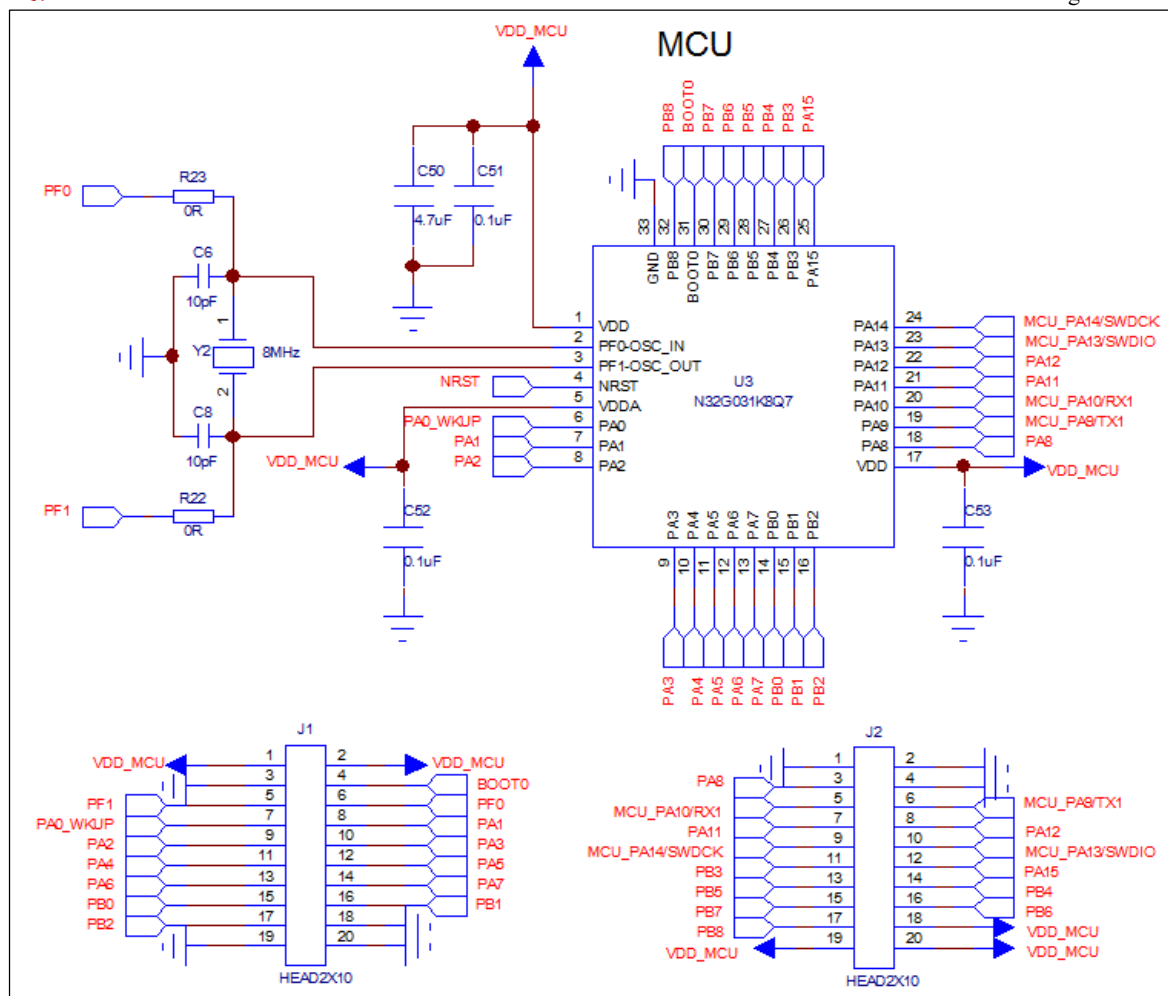 MCU
VDD_MCU
PB8
BOOT0
PB7
PB6
PB5
PB4
PB3
PA15
C50
4.7uF
C51
0.1uF
PF0
R23
0R
C6
10pF
1
Y2
8MHz
2
C8
10pF
PF1
R22
0R
33
32
31
30
29
28
27
26
25
GND
PB8
BOOT0
PB7
PB6
PB5
PB4
PB3
PA15
1 VDD
2 PF0-OSC_IN
3 PF1-OSC_OUT
NRST 4 NRST
5 VDDA
PA0_WKUP 6 PA0
PA1 7 PA1
PA2 8 PA2
VDD_MCU
C52
0.1uF
U3
N32G031K8Q7
PA14 24 MCU_PA14/SWDCK
PA13 23 MCU_PA13/SWDIO
PA12 22 PA12
PA11 21 PA11
PA10 20 MCU_PA10/RX1
PA9 19 MCU_PA9/TX1
PA8 18 PA8
VDD 17 VDD_MCU
C53
0.1uF
PA3
PA4
PA5
PA6
PA7
PB0
PB1
PB2
9
10
11
12
13
14
15
16
PA3
PA4
PA5
PA6
PA7
PB0
PB1
PB2
J1
VDD_MCU 1 2 VDD_MCU
3 4 BOOT0
PF1 5 6 PF0
PA0_WKUP 7 8 PA1
PA2 9 10 PA3
PA4 11 12 PA5
PA6 13 14 PA7
PB0 15 16 PB1
PB2 17 18
19 20
HEAD2X10
J2
1 2
PA8 3 4
MCU_PA10/RX1 5 6 MCU_PA9/TX1
PA11 7 8 PA12
MCU_PA14/SWDCK 9 10 MCU_PA13/SWDIO
PB3 11 12 PA15
PB5 13 14 PB4
PB7 15 16 PB6
PB8 17 18 VDD_MCU
VDD_MCU 19 20 VDD_MCU
HEAD2X10